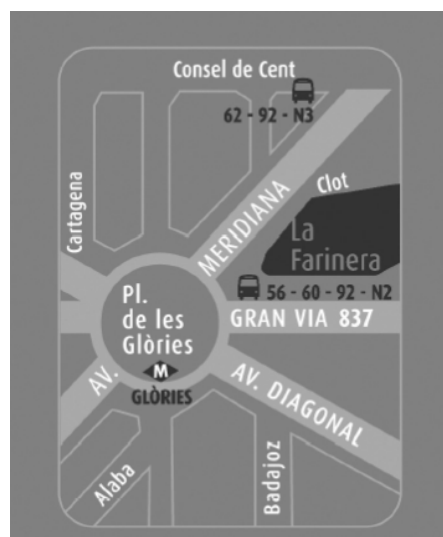 Consel de Cent
62 - 92 - N3
Clot
Cartagena
MERIDIANA
La
Farinera
56 - 60 - 92 - N2
Pl.
de les
Glòries
GRAN VIA 837
M
GLÒRIES
AV.
AV. DIAGONAL
Alaba
Badajoz